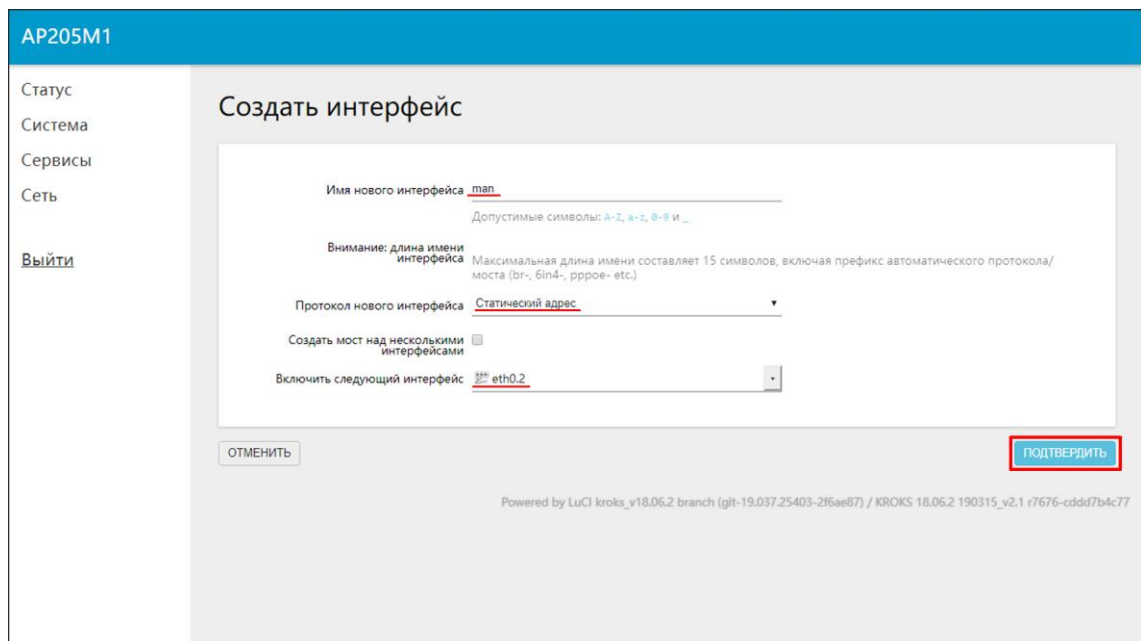 AP205M1
Статус
Система
Сервисы
Сеть
Выйти
Создать интерфейс
Имя нового интерфейса man
Допустимые символы: A-Z, a-z, 0-9 и _
Внимание: длина имени
интерфейса
Максимальная длина имени составляет 15 символов, включая префикс автоматического протокола/
моста (br-, 6in4-, pppoe- etc.)
Протокол нового интерфейса Статический адрес
Создать мост над несколькими
интерфейсами
Включить следующий интерфейс eth0.2
ОТМЕНИТЬ
ПОДТВЕРДИТЬ
Powered by LuCI kroks_v18.06.2 branch (git-19.037.25403-2f6ae87) / KROKS 18.06.2 190315_v2.1 r7676-cddd7b4c77